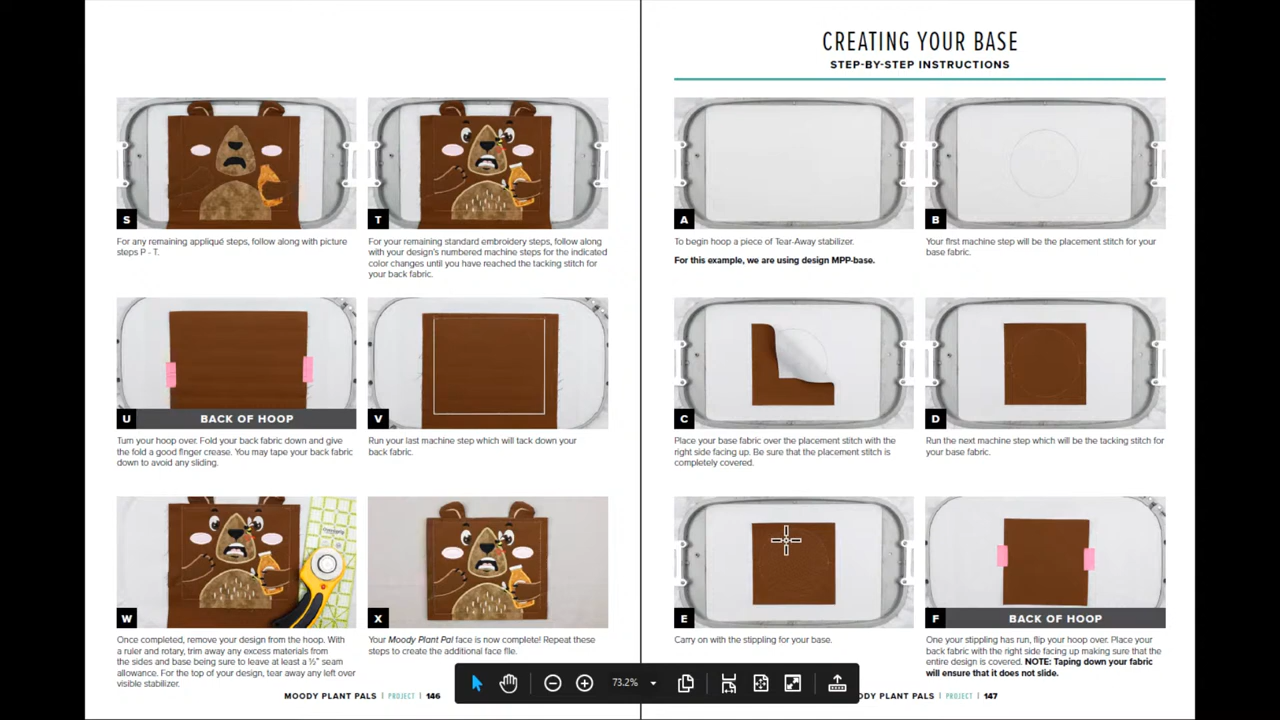 S
For any remaining appliqué steps, follow along with picture
steps P - T.
T
For your remaining standard embroidery steps, follow along
with your design's numbered machine steps for the indicated
color changes until you have reached the tacking stitch for
your back fabric.
U
BACK OF HOOP
Turn your hoop over. Fold your back fabric down and give
the fold a good finger crease. You may tape your back fabric
down to avoid any sliding.
V
Run your last machine step which will tack down your
back fabric.
W
Once completed, remove your design from the hoop. With
a ruler and rotary, trim away any excess materials from
the sides and base being sure to leave at least a ½" seam
allowance. For the top of your design, tear away any left over
visible stabilizer.
X
Your Moody Plant Pal face is now complete! Repeat these
steps to create the additional face file.
MOODY PLANT PALS | PROJECT | 146
CREATING YOUR BASE
STEP-BY-STEP INSTRUCTIONS
A
To begin hoop a piece of Tear-Away stabilizer.
For this example, we are using design MPP-base.
B
Your first machine step will be the placement stitch for your
base fabric.
C
Place your base fabric over the placement stitch with the
right side facing up. Be sure that the placement stitch is
completely covered.
D
Run the next machine step which will be the tacking stitch for
your base fabric.
E
Carry on with the stippling for your base.
F
BACK OF HOOP
One your stippling has run, flip your hoop over. Place your
back fabric with the right side facing up making sure that the
entire design is covered. NOTE: Taping down your fabric
will ensure that it does not slide.
ODY PLANT PALS | PROJECT | 147
73.2%